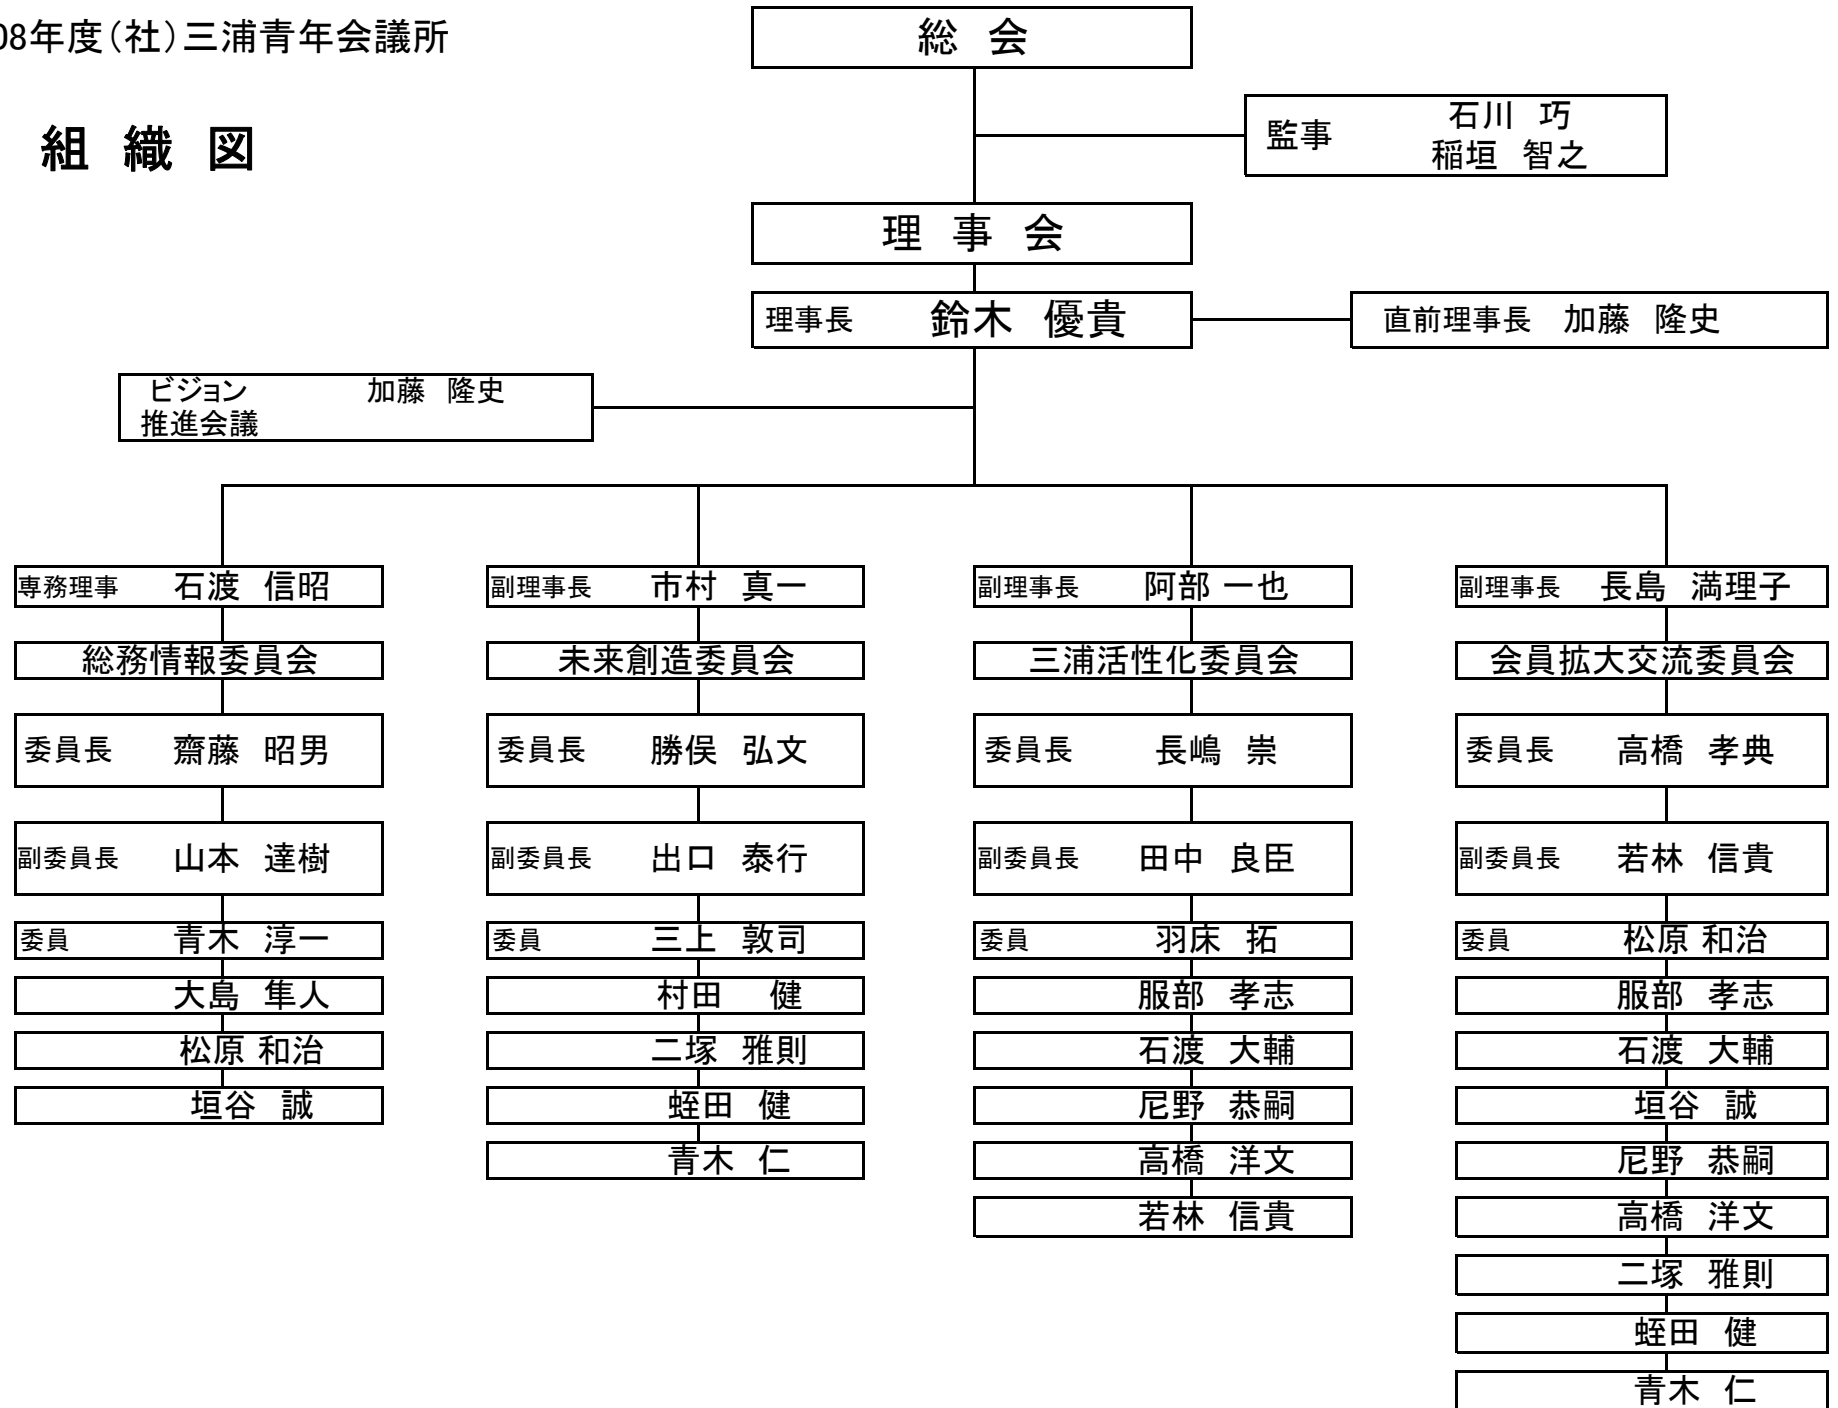 08年度（社）三浦青年会議所
組 織 図
総 会
監事 石川 巧
稲垣 智之
理 事 会
理事長 鈴木 優貴
直前理事長 加藤 隆史
ビジョン 加藤 隆史
推進会議
専務理事 石渡 信昭
総務情報委員会
委員長 齋藤 昭男
副委員長 山本 達樹
委員 青木 淳一
大島 隼人
松原 和治
垣谷 誠
副理事長 市村 真一
未来創造委員会
委員長 勝俣 弘文
副委員長 出口 泰行
委員 三上 敦司
村田 健
二塚 雅則
蛭田 健
青木 仁
副理事長 阿部 一也
三浦活性化委員会
委員長 長嶋 崇
副委員長 田中 良臣
委員 羽床 拓
服部 孝志
石渡 大輔
尼野 恭嗣
高橋 洋文
若林 信貴
副理事長 長島 満理子
会員拡大交流委員会
委員長 高橋 孝典
副委員長 若林 信貴
委員 松原 和治
服部 孝志
石渡 大輔
垣谷 誠
尼野 恭嗣
高橋 洋文
二塚 雅則
蛭田 健
青木 仁